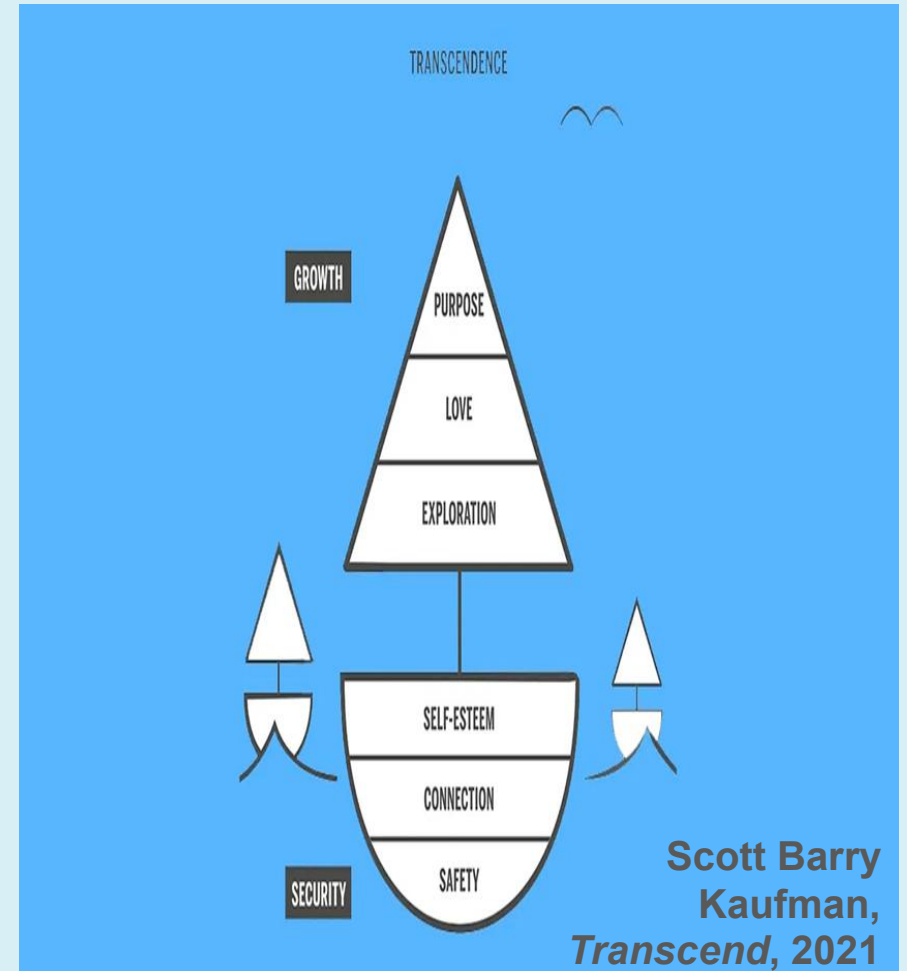 TRANSCENDENCE
GROWTH
PURPOSE
LOVE
EXPLORATION
SELF-ESTEEM
CONNECTION
SAFETY
SECURITY
Scott Barry
Kaufman,
Transcend, 2021